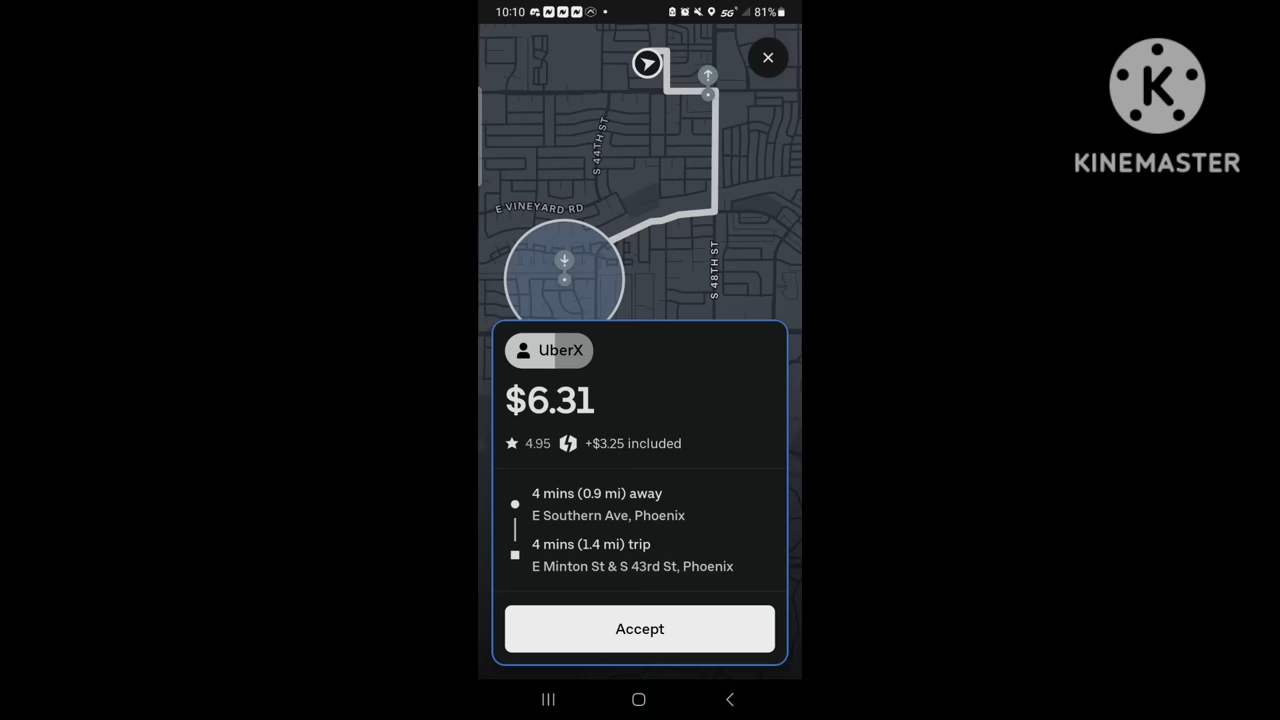 10:10
5G
81%
S 44TH ST
E VINEYARD RD
S 48TH ST
UberX
$6.31
4.95 +$3.25 included
4 mins (0.9 mi) away
E Southern Ave, Phoenix
4 mins (1.4 mi) trip
E Minton St & S 43rd St, Phoenix
Accept
K
KINEMASTER